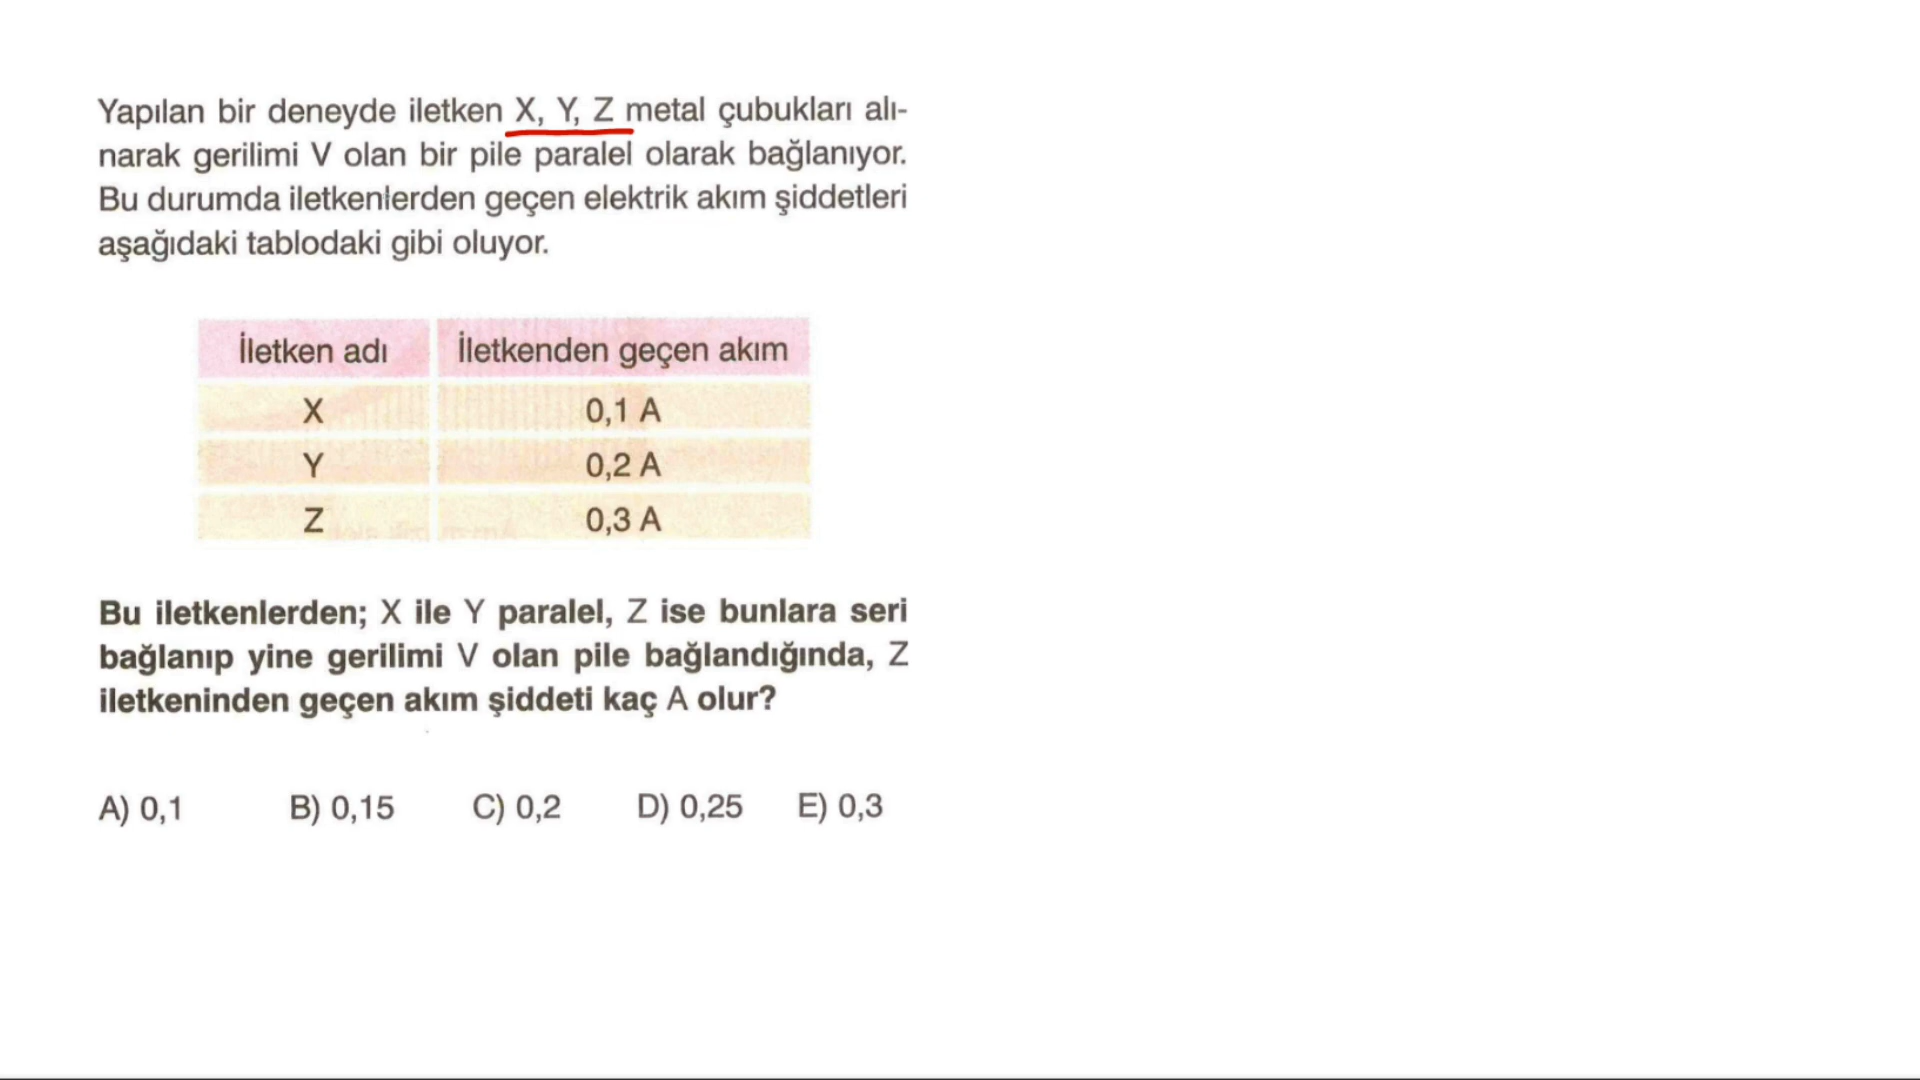 Yapılan bir deneyde iletken X, Y, Z metal çubukları alı-
narak gerilimi V olan bir pile paralel olarak bağlanıyor.
Bu durumda iletkenlerden geçen elektrik akım şiddetleri
aşağıdaki tablodaki gibi oluyor.
İletken adı İletkenden geçen akım
X 0,1 A
Y 0,2 A
Z 0,3 A
Bu iletkenlerden; X ile Y paralel, Z ise bunlara seri
bağlanıp yine gerilimi V olan pile bağlandığında, Z
iletkeninden geçen akım şiddeti kaç A olur?
A) 0,1 B) 0,15 C) 0,2 D) 0,25 E) 0,3